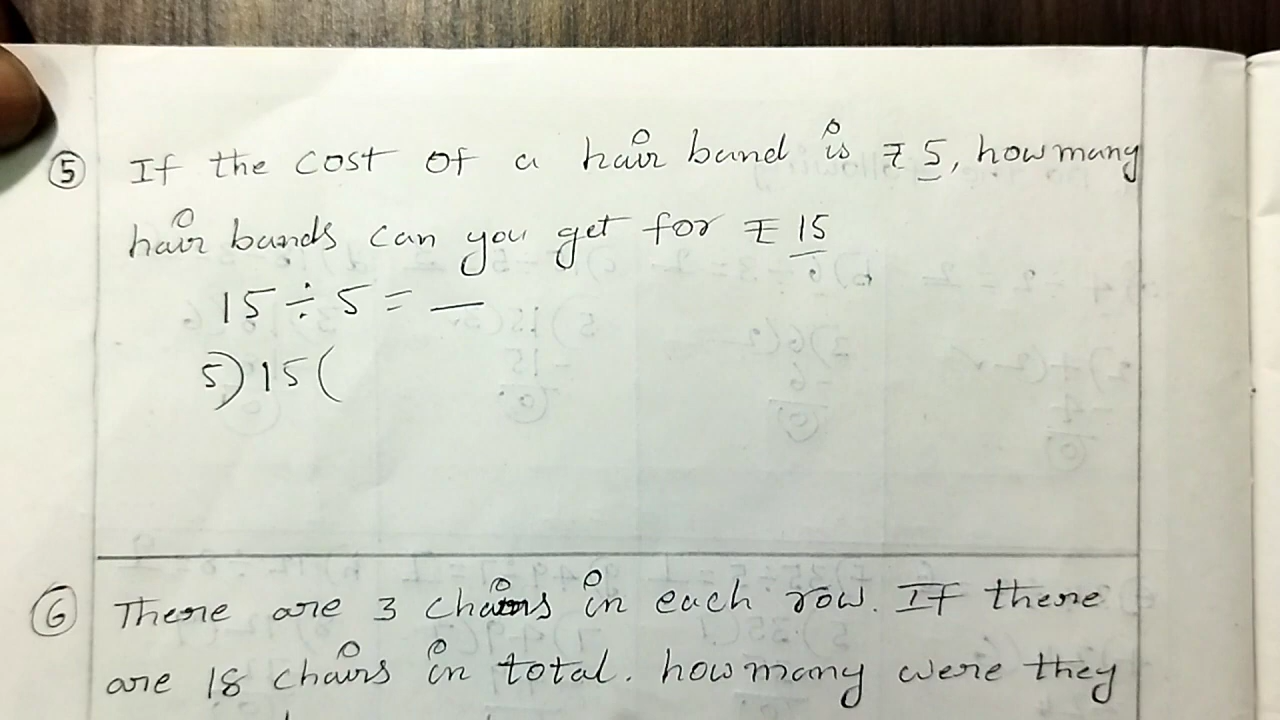 5 If the cost of a hair band is ₹ 5, how many
hair bands can you get for ₹ 15
15 ÷ 5 = —
5) 15 (
6 There are 3 chairs in each row. If there
are 18 chairs in total. how many were they